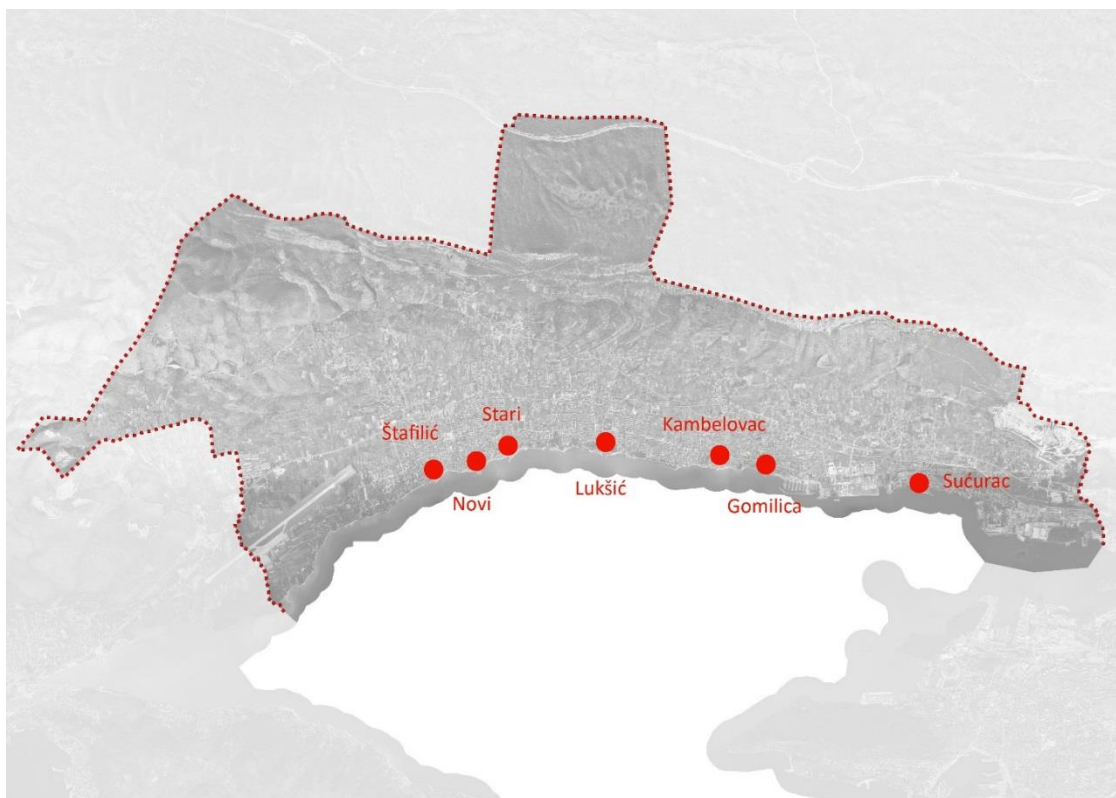 Štafilić
Novi
Stari
Lukšić
Kambelovac
Gomilica
Sućurac